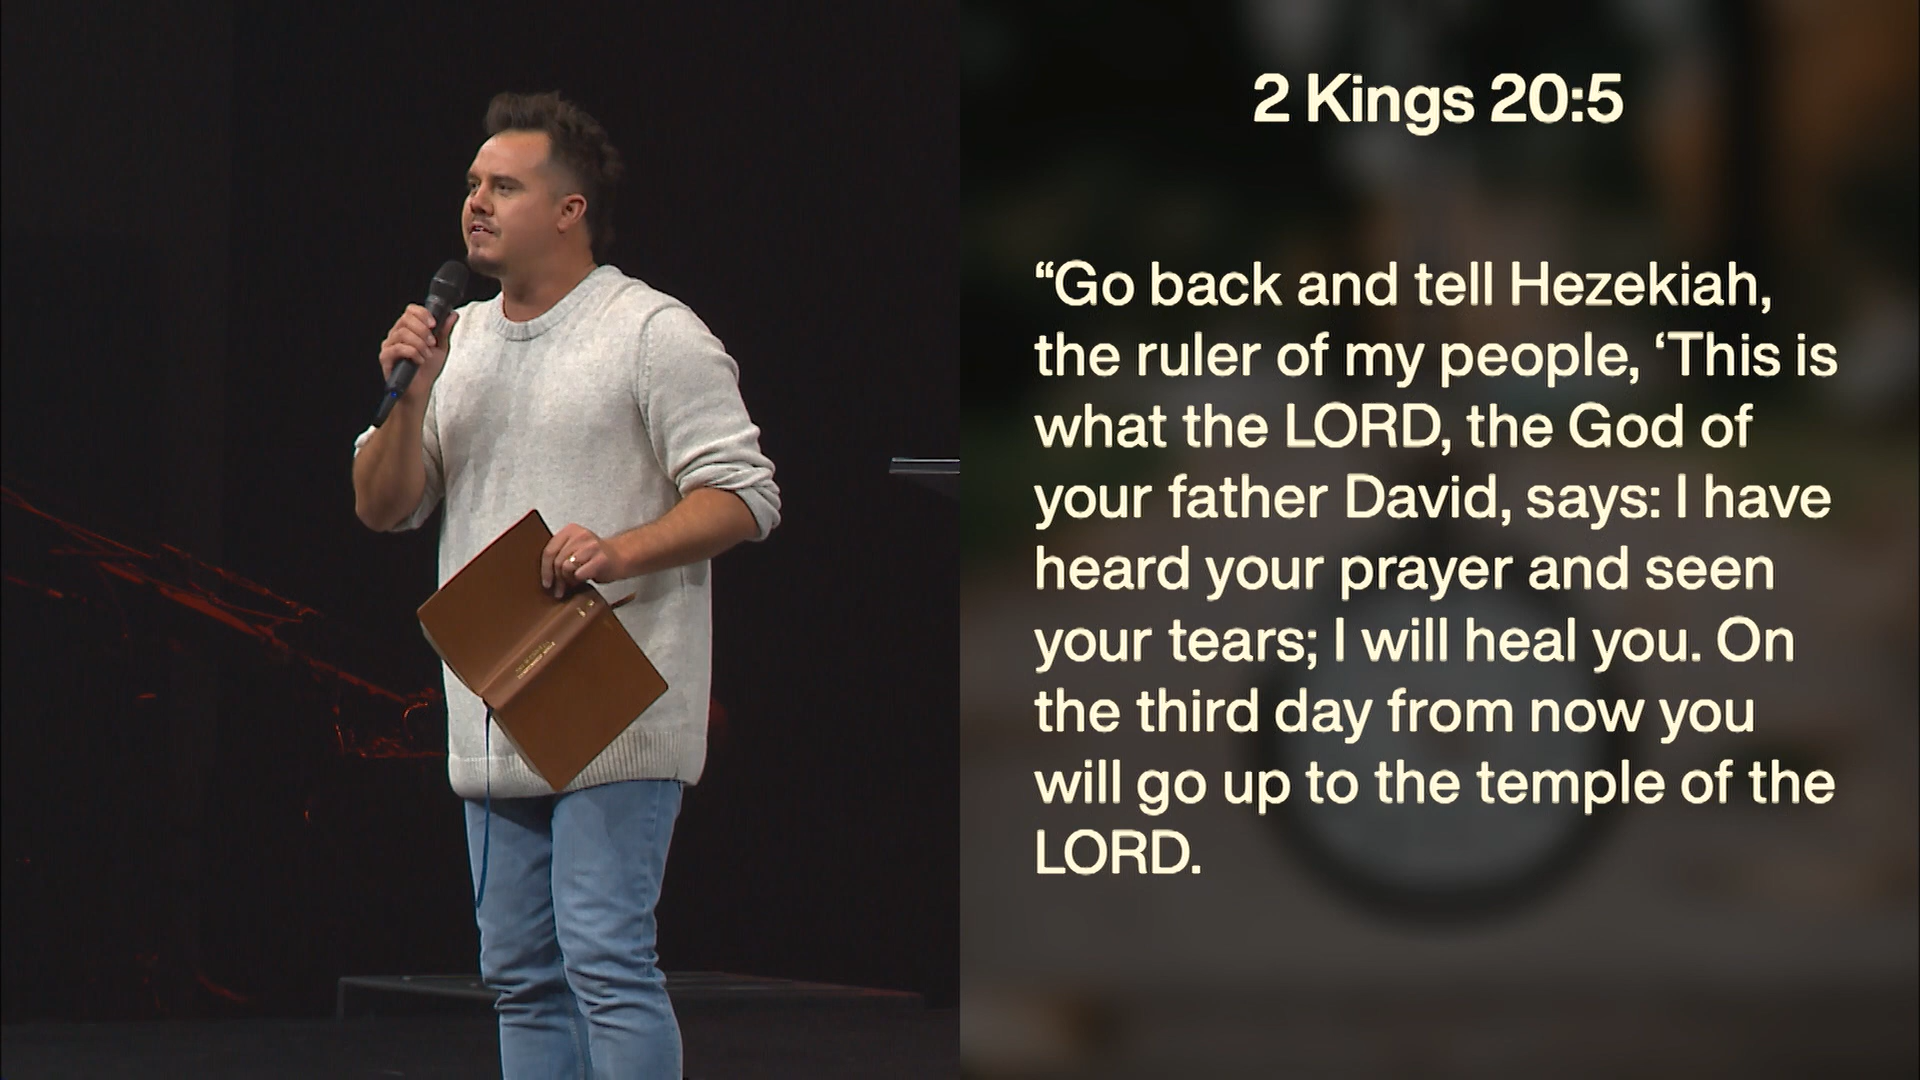 2 Kings 20:5
“Go back and tell Hezekiah,
the ruler of my people, ‘This is
what the LORD, the God of
your father David, says: I have
heard your prayer and seen
your tears; I will heal you. On
the third day from now you
will go up to the temple of the
LORD.